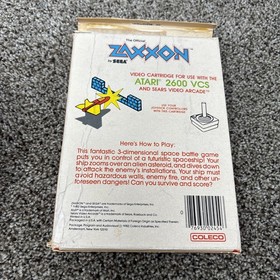 The Official
ZAXXON
by SEGA
VIDEO CARTRIDGE FOR USE WITH THE
ATARI® 2600 VCS
AND SEARS VIDEO ARCADE™
USE YOUR
JOYSTICK CONTROLLERS
WITH THIS CARTRIDGE
Here's How to Play:
This fantastic 3-dimensional space battle game
puts you in control of a futuristic spaceship! Your
ship zooms over an alien asteroid, and dives down
to attack the enemy's installations. Your ship must
avoid hazardous walls, enemy fire, and other un-
foreseen dangers! Can you survive and score?
COLECO